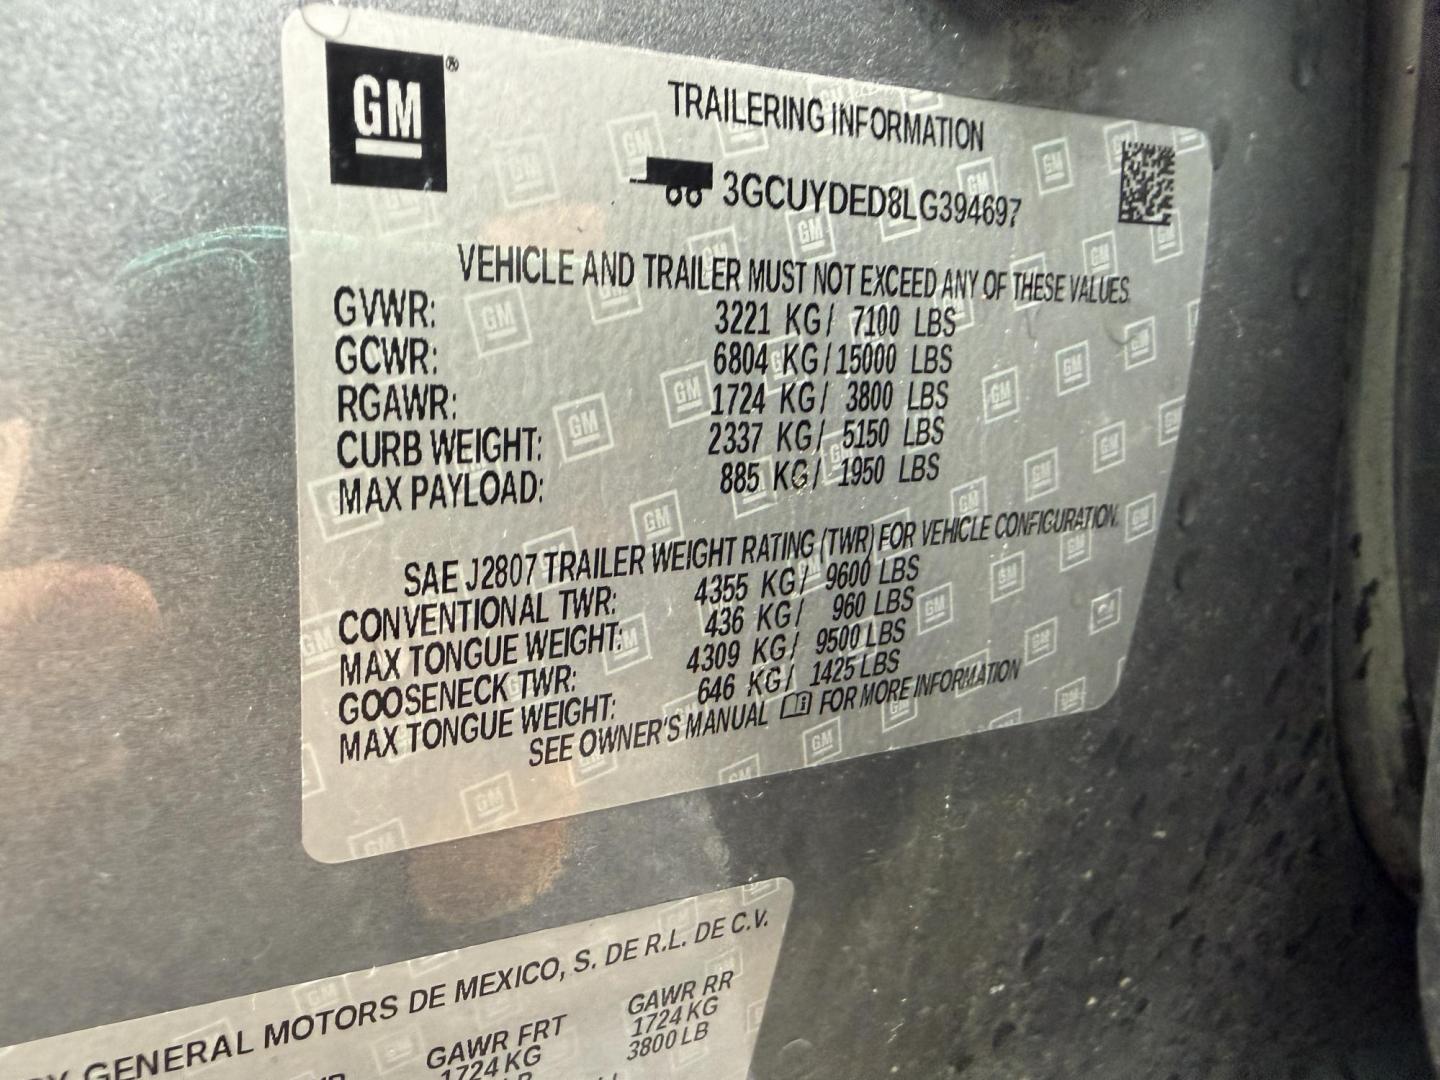 GM ®
TRAILERING INFORMATION
3GCUYDED8LG394697
VEHICLE AND TRAILER MUST NOT EXCEED ANY OF THESE VALUES.
GVWR: 3221 KG/ 7100 LBS
GCWR: 6804 KG/15000 LBS
RGAWR: 1724 KG/ 3800 LBS
CURB WEIGHT: 2337 KG/ 5150 LBS
MAX PAYLOAD: 885 KG/ 1950 LBS
SAE J2807 TRAILER WEIGHT RATING (TWR) FOR VEHICLE CONFIGURATION.
CONVENTIONAL TWR: 4355 KG/ 9600 LBS
MAX TONGUE WEIGHT: 436 KG/ 960 LBS
GOOSENECK TWR: 4309 KG/ 9500 LBS
MAX TONGUE WEIGHT: 646 KG/ 1425 LBS
SEE OWNER'S MANUAL FOR MORE INFORMATION
GENERAL MOTORS DE MEXICO, S. DE R.L. DE C.V.
GAWR FRT GAWR RR
1724 KG 1724 KG
3800 LB